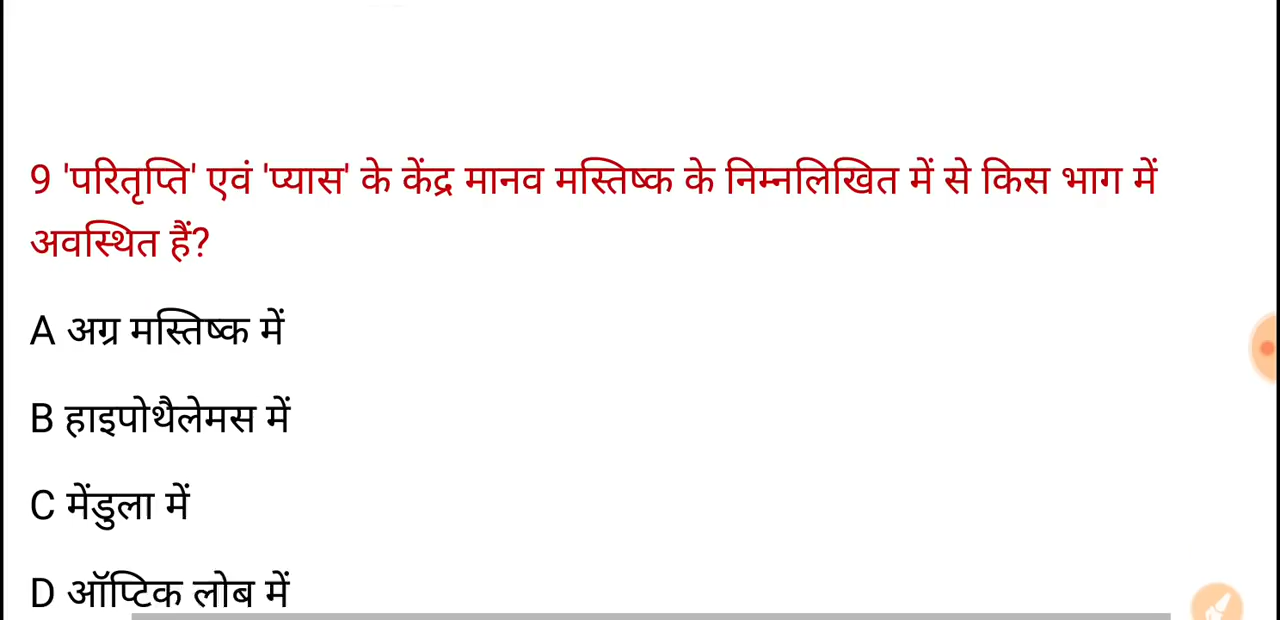 9 'परितृप्ति' एवं 'प्यास' के केंद्र मानव मस्तिष्क के निम्नलिखित में से किस भाग में
अवस्थित हैं?
A अग्र मस्तिष्क में
B हाइपोथैलेमस में
C मेंडुला में
D ऑप्टिक लोब में